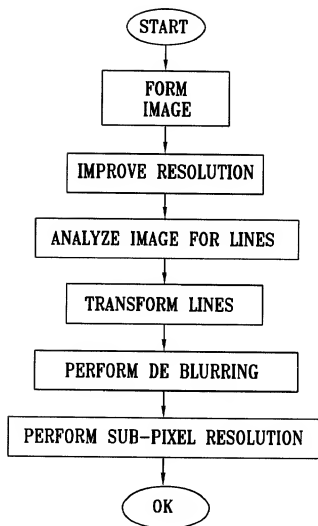 START
FORM
IMAGE
IMPROVE RESOLUTION
ANALYZE IMAGE FOR LINES
TRANSFORM LINES
PERFORM DE BLURRING
PERFORM SUB-PIXEL RESOLUTION
OK